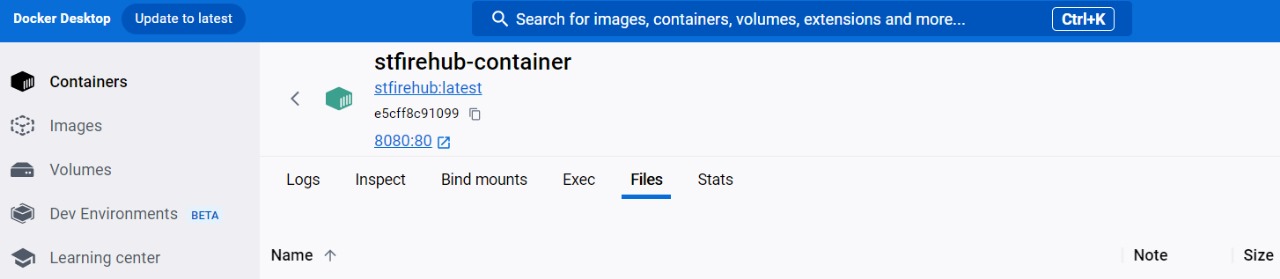 Docker Desktop Update to latest
Search for images, containers, volumes, extensions and more... Ctrl+K
Containers
Images
Volumes
Dev Environments BETA
Learning center
stfirehub-container
stfirehub:latest
e5cff8c91099
8080:80
Logs Inspect Bind mounts Exec Files Stats
Name Note Size